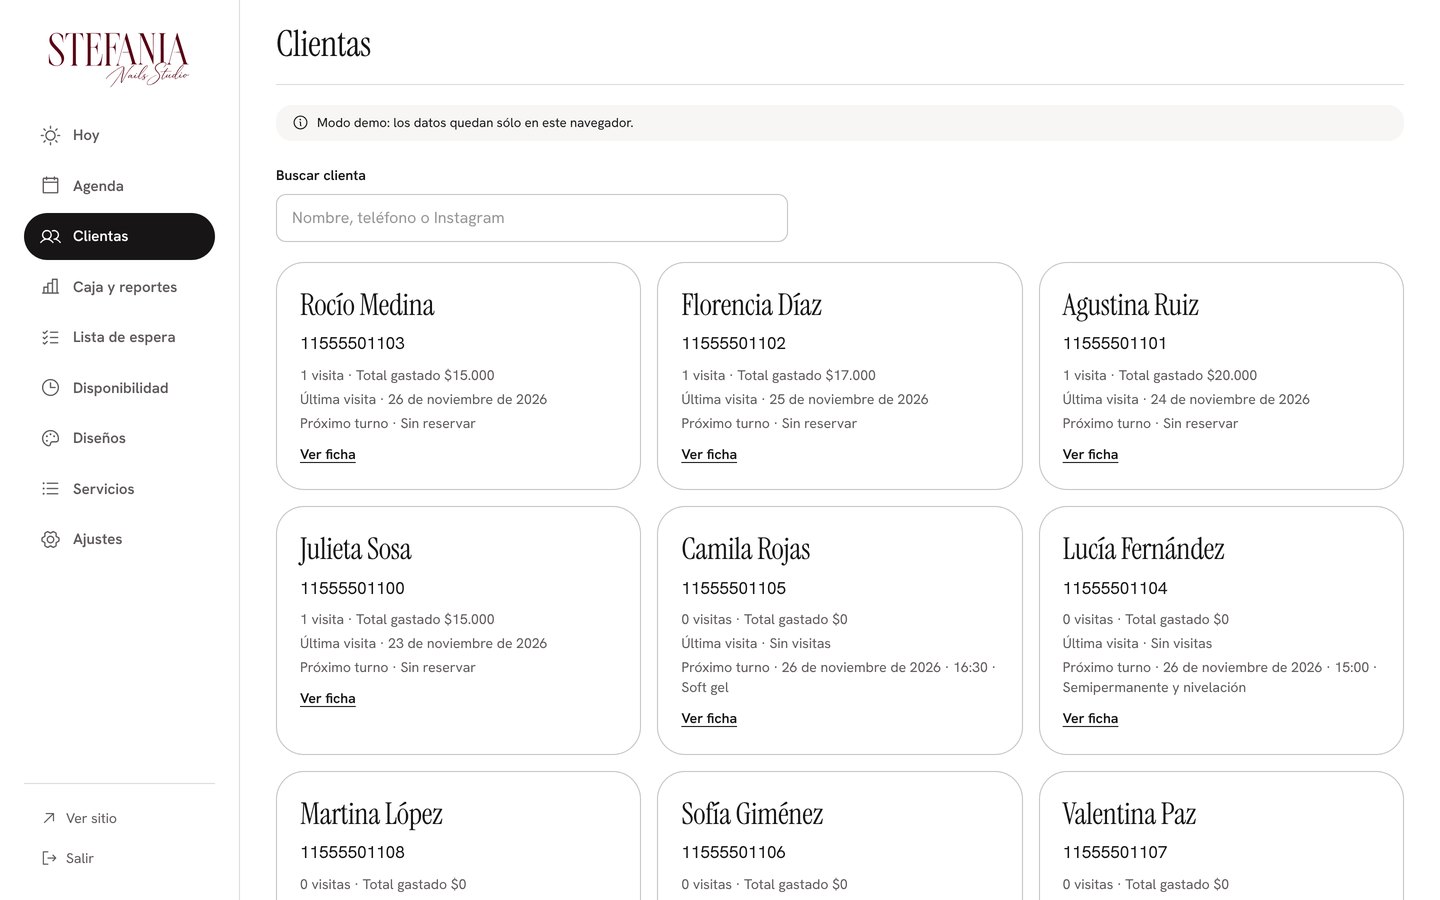 STEFANIA
Nails Studio
Hoy
Agenda
Clientas
Caja y reportes
Lista de espera
Disponibilidad
Diseños
Servicios
Ajustes
Ver sitio
Salir
Clientas
Modo demo: los datos quedan sólo en este navegador.
Buscar clienta
Nombre, teléfono o Instagram
Rocío Medina
11555501103
1 visita · Total gastado $15.000
Última visita · 26 de noviembre de 2026
Próximo turno · Sin reservar
Ver ficha
Florencia Díaz
11555501102
1 visita · Total gastado $17.000
Última visita · 25 de noviembre de 2026
Próximo turno · Sin reservar
Ver ficha
Agustina Ruiz
11555501101
1 visita · Total gastado $20.000
Última visita · 24 de noviembre de 2026
Próximo turno · Sin reservar
Ver ficha
Julieta Sosa
11555501100
1 visita · Total gastado $15.000
Última visita · 23 de noviembre de 2026
Próximo turno · Sin reservar
Ver ficha
Camila Rojas
11555501105
0 visitas · Total gastado $0
Última visita · Sin visitas
Próximo turno · 26 de noviembre de 2026 · 16:30 ·
Soft gel
Ver ficha
Lucía Fernández
11555501104
0 visitas · Total gastado $0
Última visita · Sin visitas
Próximo turno · 26 de noviembre de 2026 · 15:00 ·
Semipermanente y nivelación
Ver ficha
Martina López
11555501108
0 visitas · Total gastado $0
Sofía Giménez
11555501106
0 visitas · Total gastado $0
Valentina Paz
11555501107
0 visitas · Total gastado $0